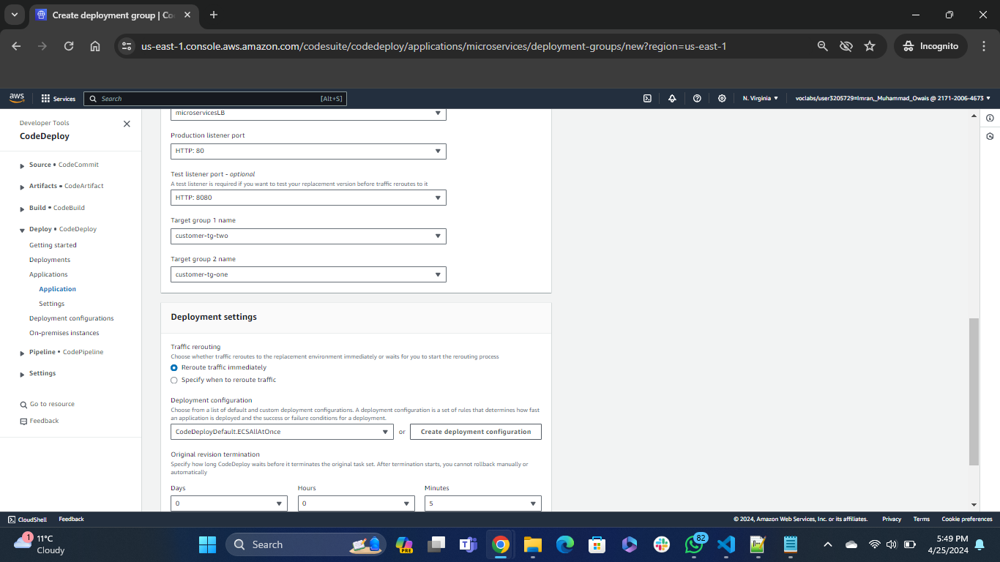 Create deployment group | Co
us-east-1.console.aws.amazon.com/codesuite/codedeploy/applications/microservices/deployment-groups/new?region=us-east-1
Incognito
aws
Services
Search
[Alt+S]
N. Virginia
voclabs/user3205729=Imran,_Muhammad_Owais @ 2171-2006-4673
Developer Tools
CodeDeploy
Source • CodeCommit
Artifacts • CodeArtifact
Build • CodeBuild
Deploy • CodeDeploy
Getting started
Deployments
Applications
Application
Settings
Deployment configurations
On-premises instances
Pipeline • CodePipeline
Settings
Go to resource
Feedback
microservicesLB
Production listener port
HTTP: 80
Test listener port - optional
A test listener is required if you want to test your replacement version before traffic reroutes to it
HTTP: 8080
Target group 1 name
customer-tg-two
Target group 2 name
customer-tg-one
Deployment settings
Traffic rerouting
Choose whether traffic reroutes to the replacement environment immediately or waits for you to start the rerouting process
Reroute traffic immediately
Specify when to reroute traffic
Deployment configuration
Choose from a list of default and custom deployment configurations. A deployment configuration is a set of rules that determines how fast
an application is deployed and the success or failure conditions for a deployment.
CodeDeployDefault.ECSAllAtOnce
or
Create deployment configuration
Original revision termination
Specify how long CodeDeploy waits before it terminates the original task set. After termination starts, you cannot rollback manually or
automatically
Days
Hours
Minutes
0
0
5
CloudShell
Feedback
© 2024, Amazon Web Services, Inc. or its affiliates.
Privacy
Terms
Cookie preferences
1
11°C
Cloudy
Search
PRE
82
5:49 PM
4/25/2024